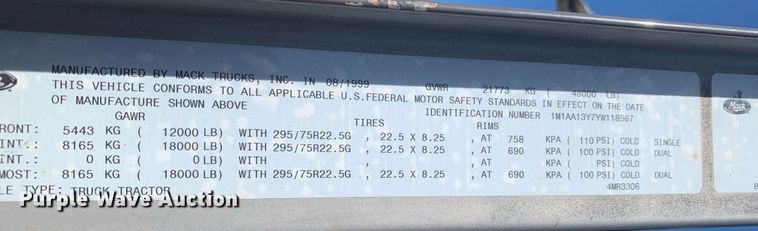 MANUFACTURED BY MACK TRUCKS, INC. IN 08/1999 GVWR 21773 KG ( 48000 LB)
THIS VEHICLE CONFORMS TO ALL APPLICABLE U.S.FEDERAL MOTOR SAFETY STANDARDS IN EFFECT ON THE DATE
OF MANUFACTURE SHOWN ABOVE IDENTIFICATION NUMBER 1M1AA13Y7YW118967
GAWR TIRES RIMS
RONT: 5443 KG ( 12000 LB) WITH 295/75R22.5G , 22.5 X 8.25 , AT 758 KPA ( 110 PSI) COLD SINGLE
INT.: 8165 KG ( 18000 LB) WITH 295/75R22.5G , 22.5 X 8.25 , AT 690 KPA ( 100 PSI) COLD DUAL
INT.: 0 KG ( 0 LB) WITH , , AT KPA ( PSI) COLD
MOST: 8165 KG ( 18000 LB) WITH 295/75R22.5G , 22.5 X 8.25 , AT 690 KPA ( 100 PSI) COLD DUAL
LE TYPE: TRUCK TRACTOR 4MR3306
Mack
Purple Wave Auction